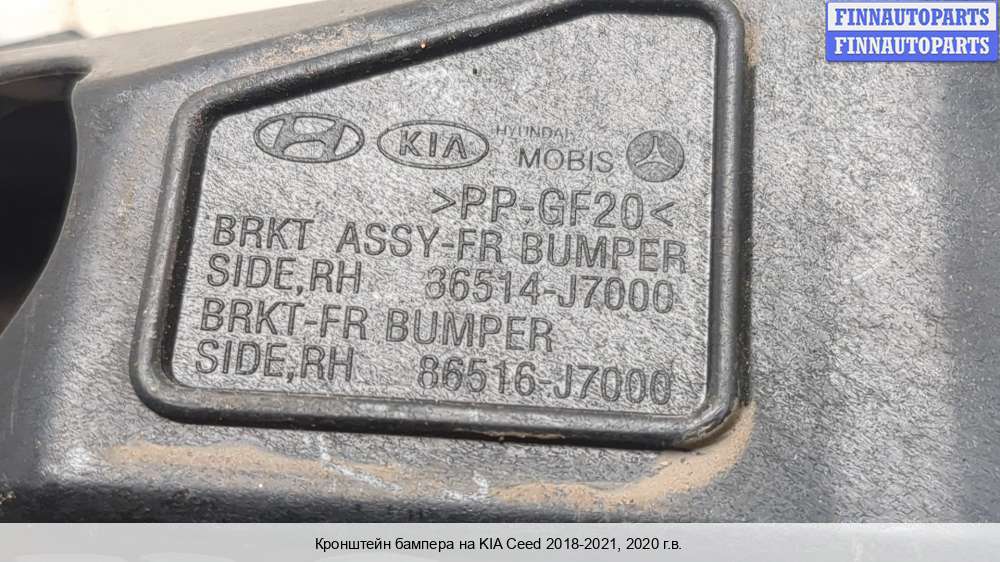 FINNAUTOPARTS
FINNAUTOPARTS
KIA
HYUNDAI
MOBIS
>PP-GF20<
BRKT ASSY-FR BUMPER
SIDE,RH 86514-J7000
BRKT-FR BUMPER
SIDE,RH 86516-J7000
Кронштейн бампера на KIA Ceed 2018-2021, 2020 г.в.